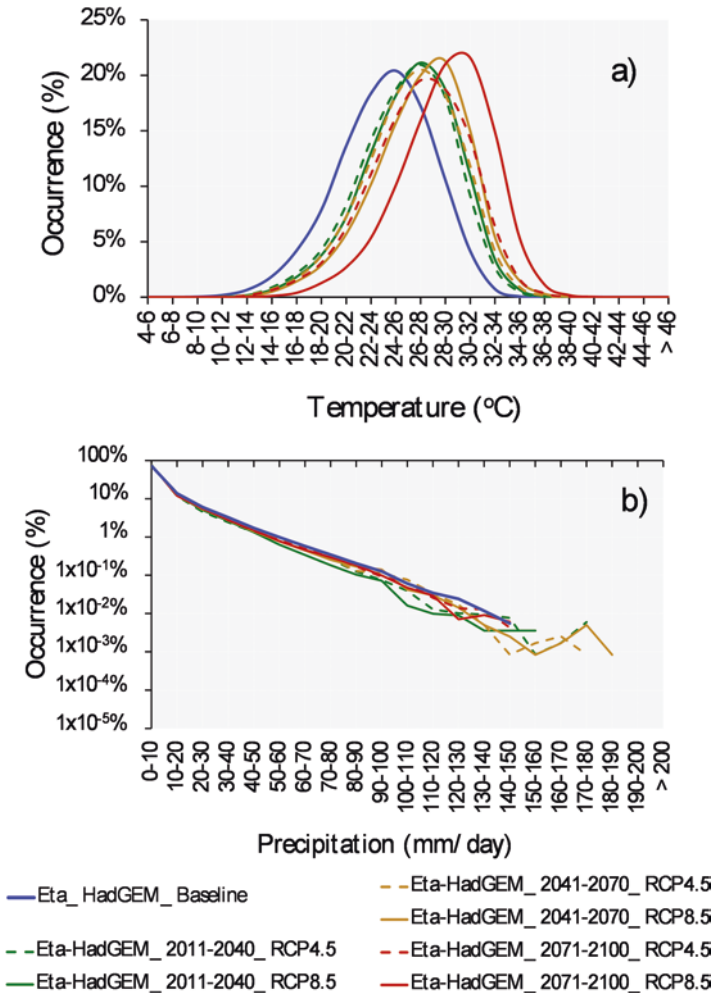 25%
20%
15%
10%
5%
0%
Occurrence (%)
a)
4-6
6-8
8-10
10-12
12-14
14-16
16-18
18-20
20-22
22-24
24-26
26-28
28-30
30-32
32-34
34-36
36-38
38-40
40-42
42-44
44-46
> 46
Temperature (ºC)
100%
10%
1%
1x10-1%
1x10-2%
1x10-3%
1x10-4%
1x10-5%
Occurrence (%)
b)
0-10
10-20
20-30
30-40
40-50
50-60
60-70
70-80
80-90
90-100
100-110
110-120
120-130
130-140
140-150
150-160
160-170
170-180
180-190
190-200
> 200
Precipitation (mm/ day)
Eta_ HadGEM_ Baseline
Eta-HadGEM_ 2011-2040_ RCP4.5
Eta-HadGEM_ 2011-2040_ RCP8.5
Eta-HadGEM_ 2041-2070_ RCP4.5
Eta-HadGEM_ 2041-2070_ RCP8.5
Eta-HadGEM_ 2071-2100_ RCP4.5
Eta-HadGEM_ 2071-2100_ RCP8.5